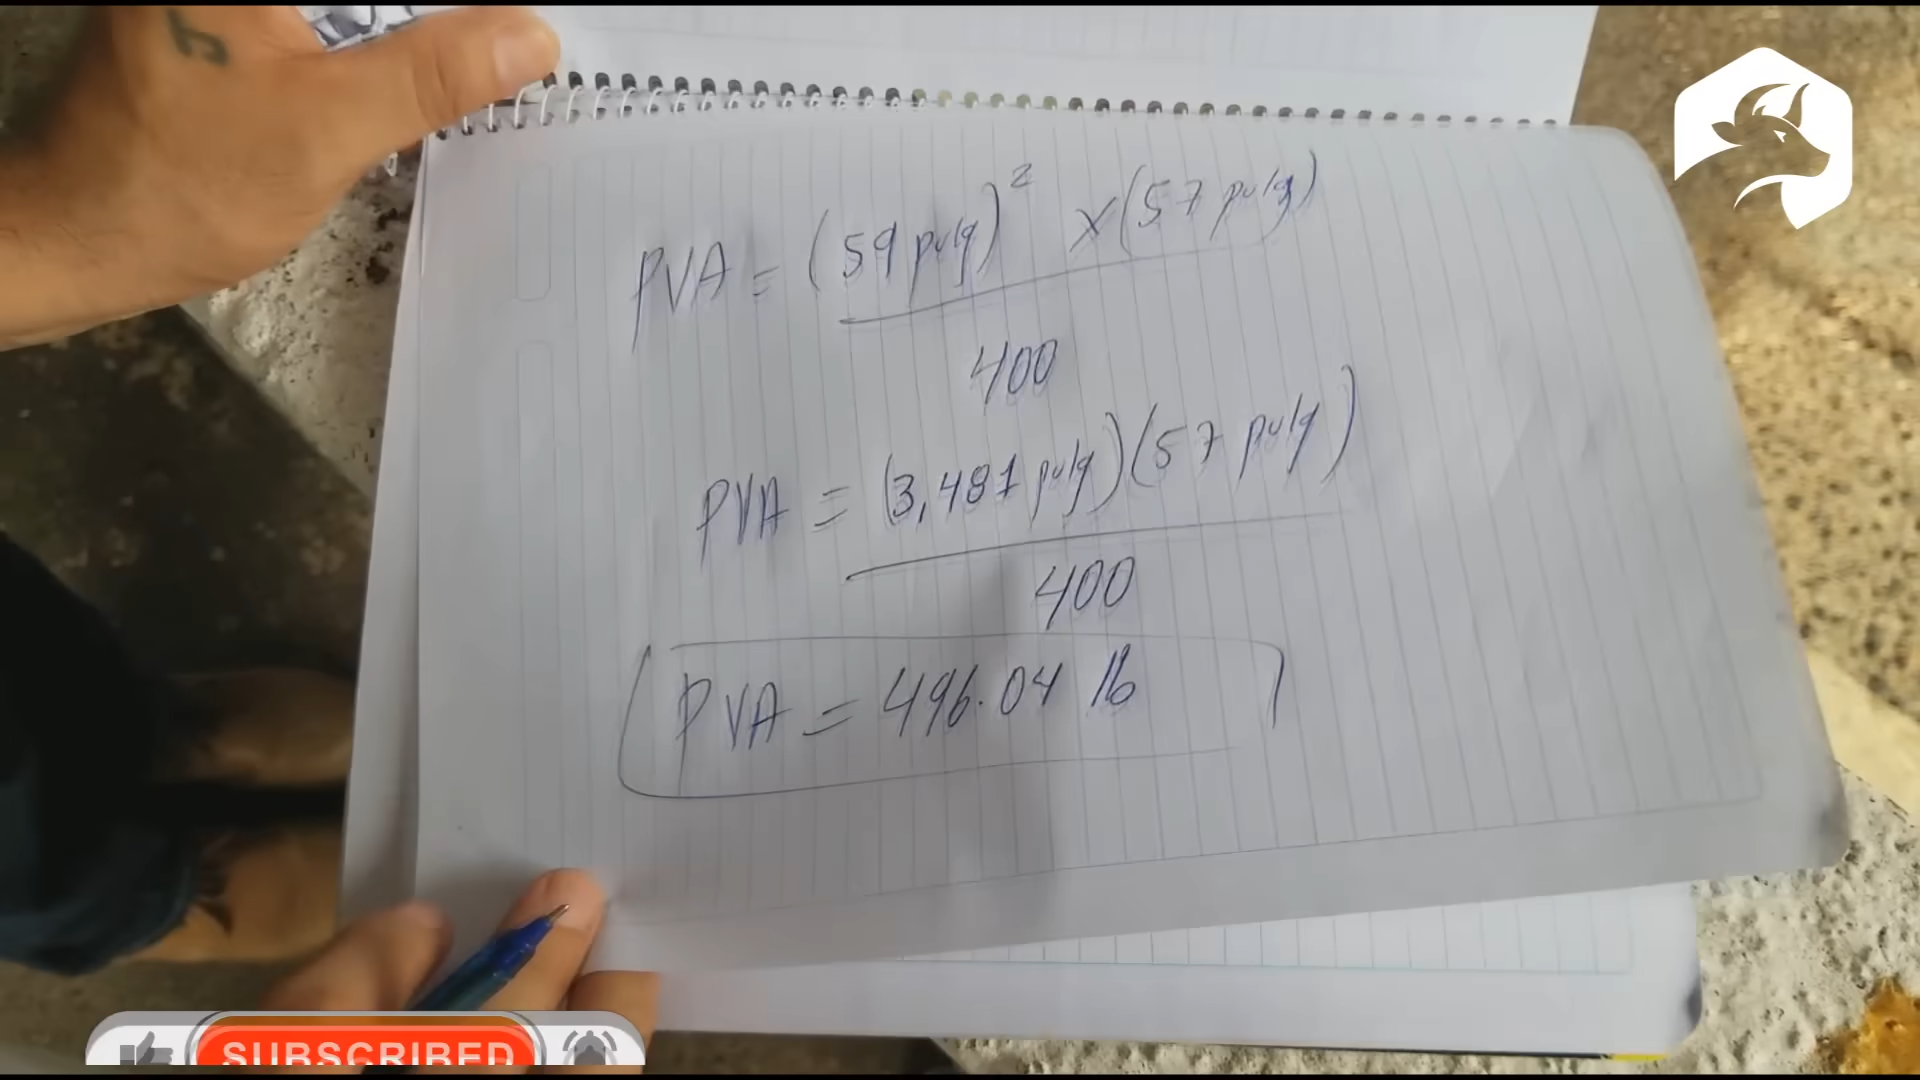 PVA = (59 pulg)² X (57 pulg)
400
PVA = (3,481 pulg)(57 pulg)
400
PVA = 496.04 lb
SUBSCRIBED